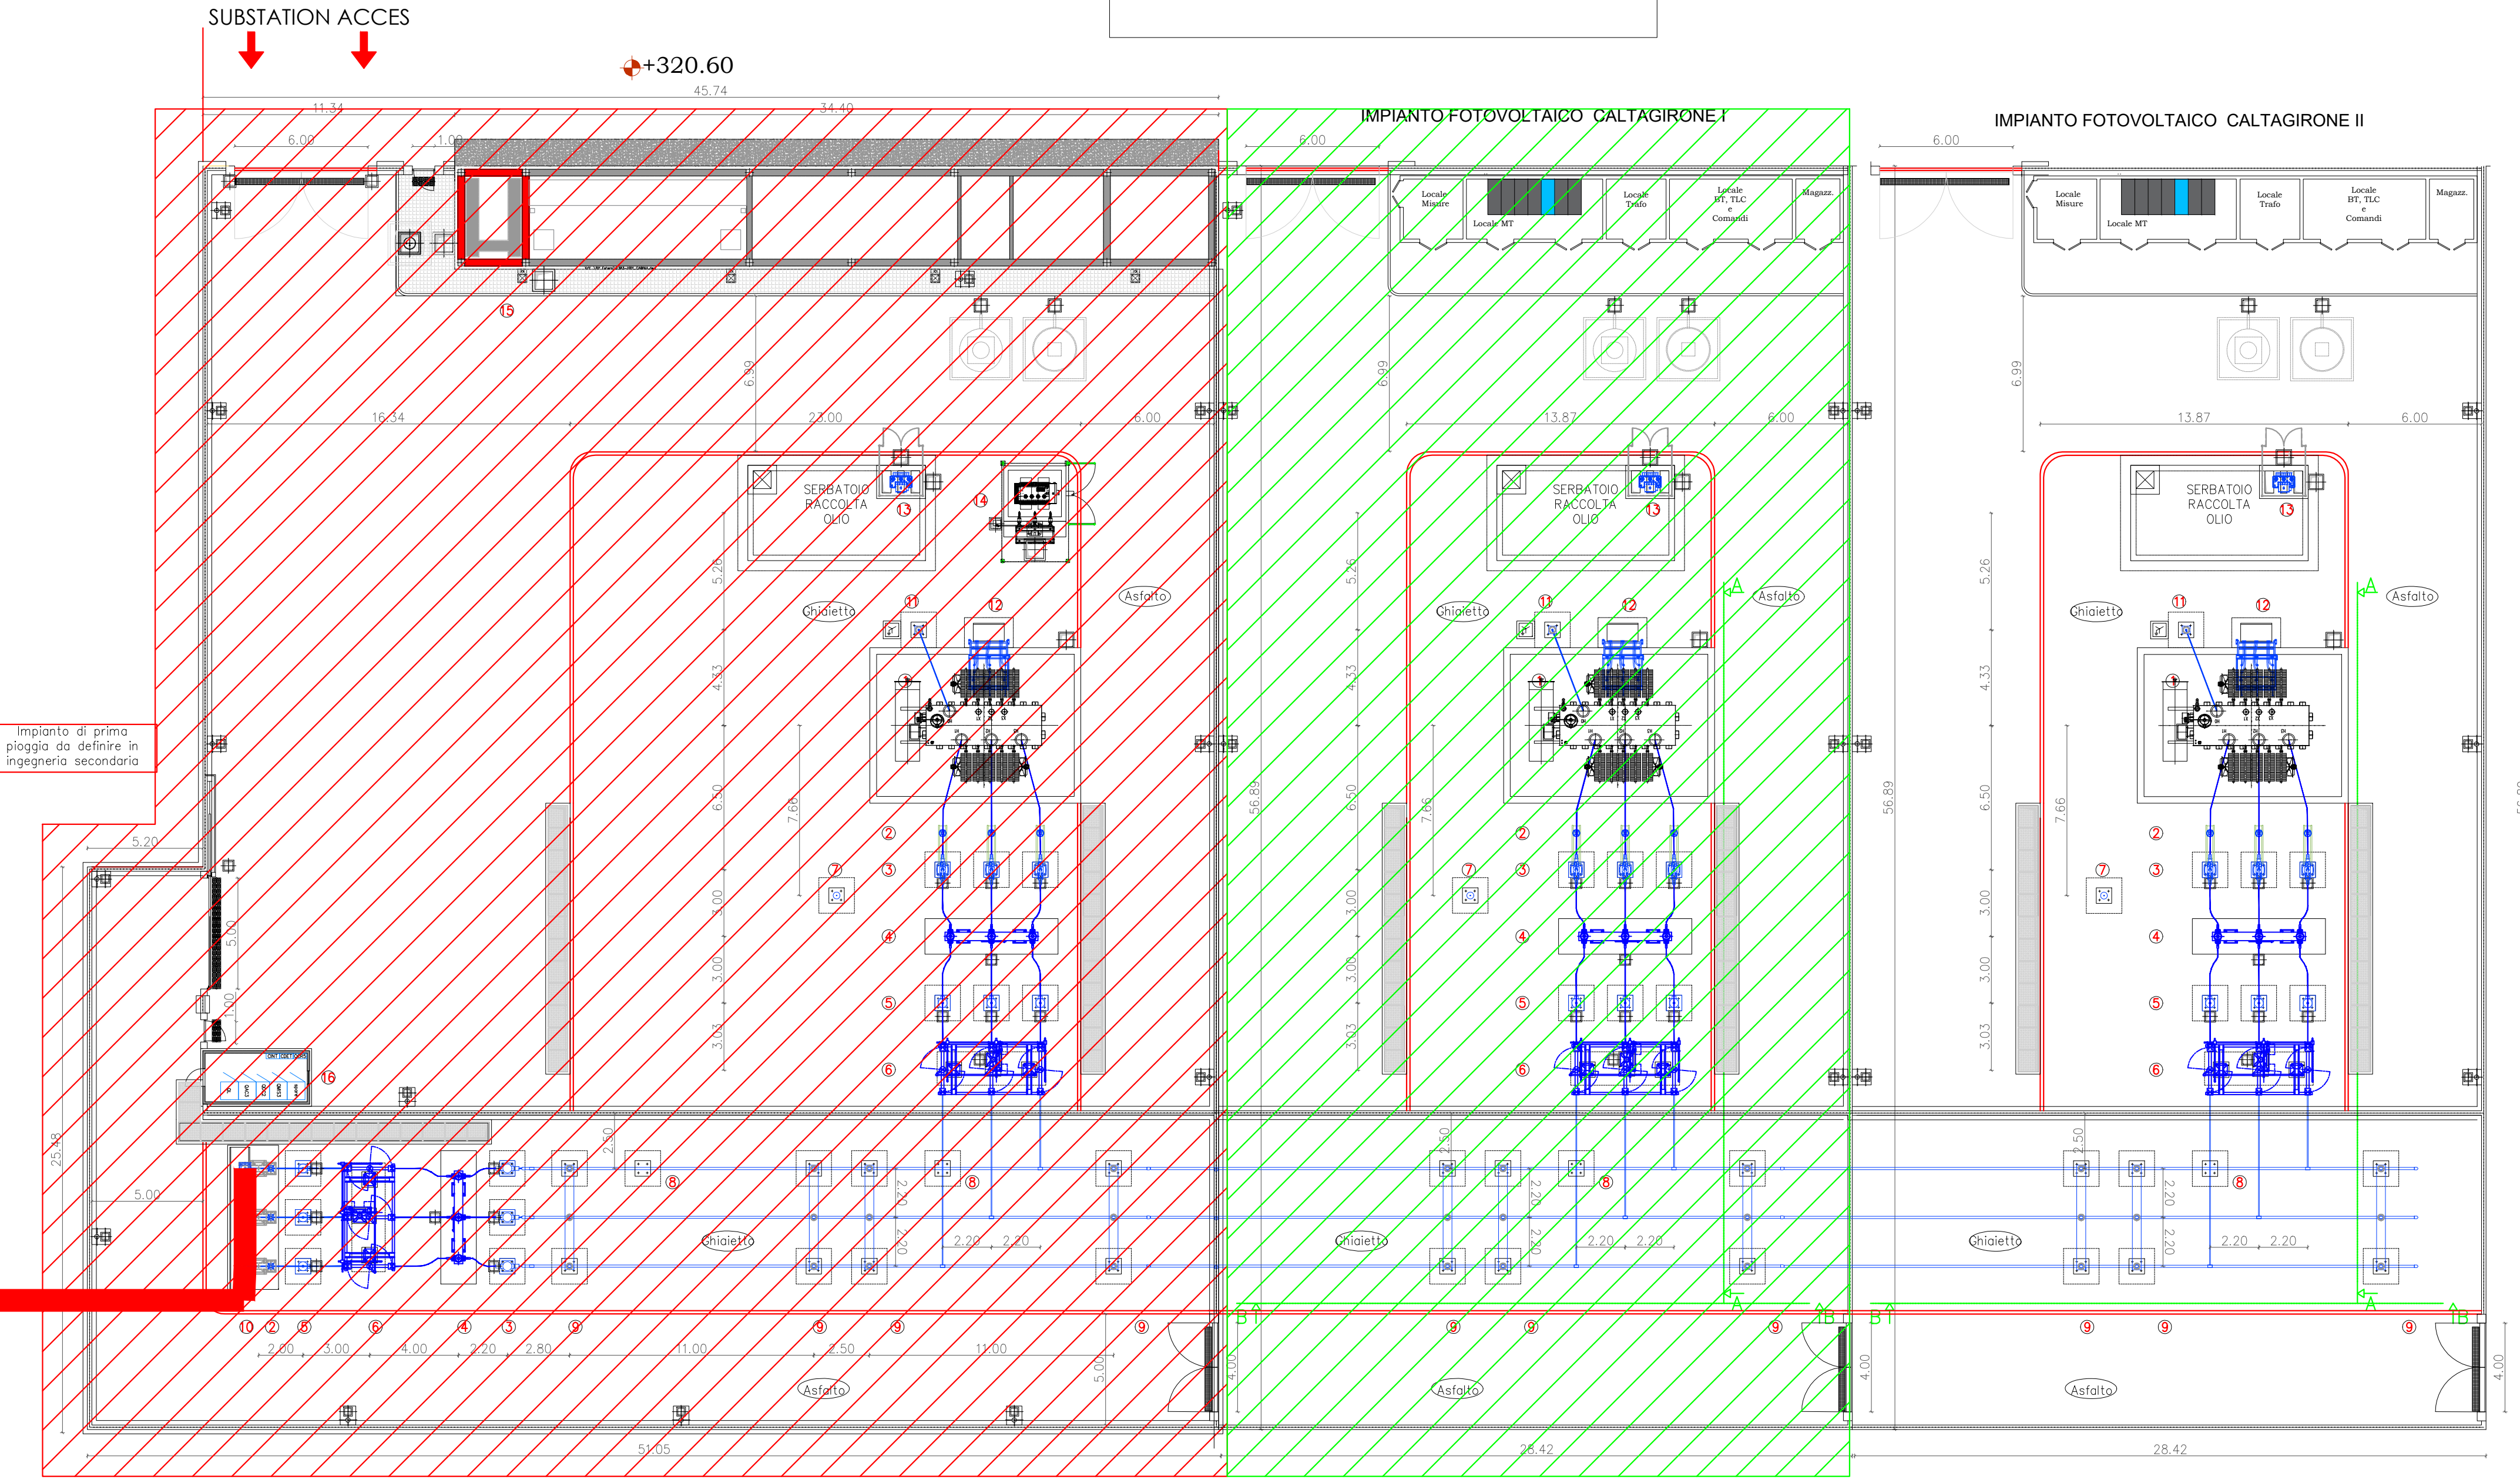 SUBSTATION ACCES
+320.60
45.74
11.34
34.40
6.00
1.00
6.00
IMPIANTO FOTOVOLTAICO CALTAGIRONE I
6.00
IMPIANTO FOTOVOLTAICO CALTAGIRONE II
Locale
Misure
Locale MT
Locale
Trafo
Locale
BT, TLC
e
Comandi
Magazz.
Locale
Misure
Locale MT
Locale
Trafo
Locale
BT, TLC
e
Comandi
Magazz.
15
6.99
6.99
6.99
16.34
23.00
6.00
13.87
6.00
13.87
6.00
SERBATOIO
RACCOLTA
OLIO
13
14
SERBATOIO
RACCOLTA
OLIO
13
SERBATOIO
RACCOLTA
OLIO
13
5.26
5.26
5.26
Ghiaietto
11
12
Asfalto
Ghiaietto
11
12
A
Asfalto
Ghiaietto
11
12
A
Asfalto
4.33
1
4.33
1
4.33
1
Impianto di prima
pioggia da definire in
ingegneria secondaria
6.50
7.66
56.89
6.50
7.66
56.89
6.50
7.66
5.20
2
2
2
3
3
3
7
7
7
3.00
3.00
3.00
5.00
4
4
4
3.00
3.00
3.00
1.00
5
5
5
3.03
3.03
3.03
6
6
6
16
25.48
2.50
2.50
2.50
5.00
8
8
8
8
2.20
2.20
2.20
2.20
2.20
2.20
Ghiaietto
2.20
2.20
Ghiaietto
2.20
2.20
Ghiaietto
2.20
2.20
B
A
B
B
A
B
10
2
5
6
4
3
9
9
9
9
9
9
9
9
9
9
2.00
3.00
4.00
2.20
2.80
11.00
2.50
11.00
5.00
4.00
4.00
4.00
Asfalto
Asfalto
Asfalto
51.05
28.42
28.42